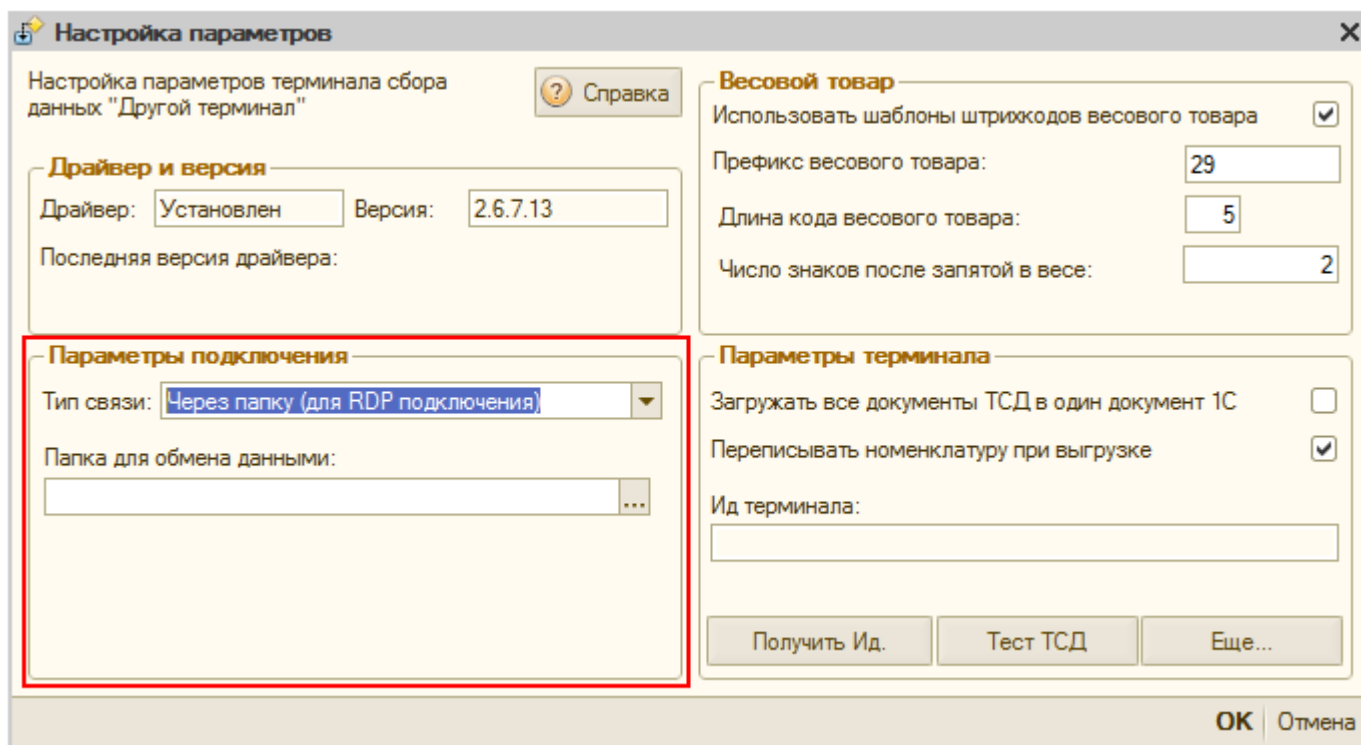 Настройка параметров
Настройка параметров терминала сбора
данных "Другой терминал"
Справка
Драйвер и версия
Драйвер: Установлен Версия: 2.6.7.13
Последняя версия драйвера:
Параметры подключения
Тип связи: Через папку (для RDP подключения)
Папка для обмена данными:
...
Весовой товар
Использовать шаблоны штрихкодов весового товара
Префикс весового товара: 29
Длина кода весового товара: 5
Число знаков после запятой в весе: 2
Параметры терминала
Загружать все документы ТСД в один документ 1С
Переписывать номенклатуру при выгрузке
Ид терминала:
Получить Ид. Тест ТСД Еще...
OK Отмена